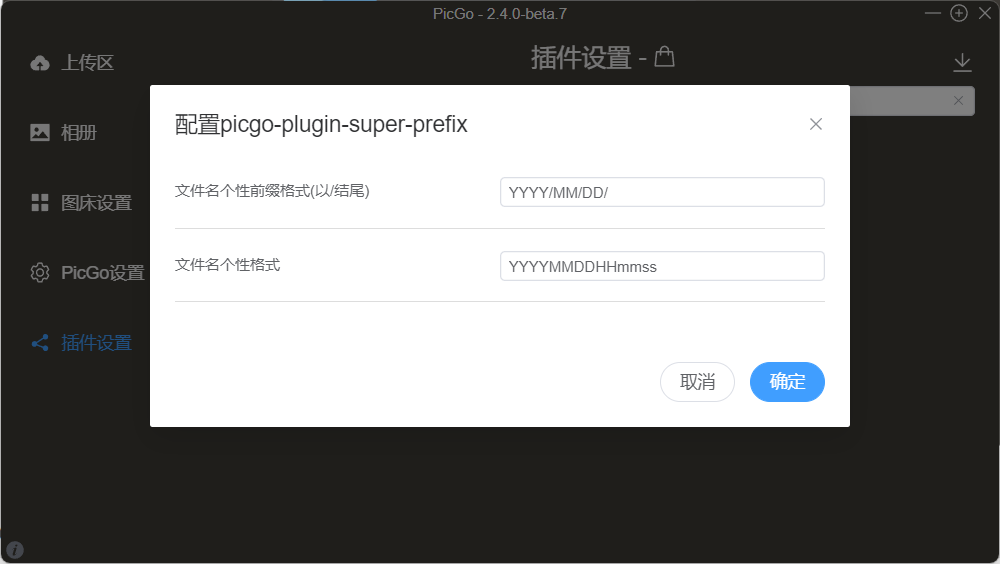 PicGo - 2.4.0-beta.7
上传区
相册
图床设置
PicGo设置
插件设置
插件设置 -
配置picgo-plugin-super-prefix
文件名个性前缀格式(以/结尾)
YYYY/MM/DD/
文件名个性格式
YYYYMMDDHHmmss
取消
确定